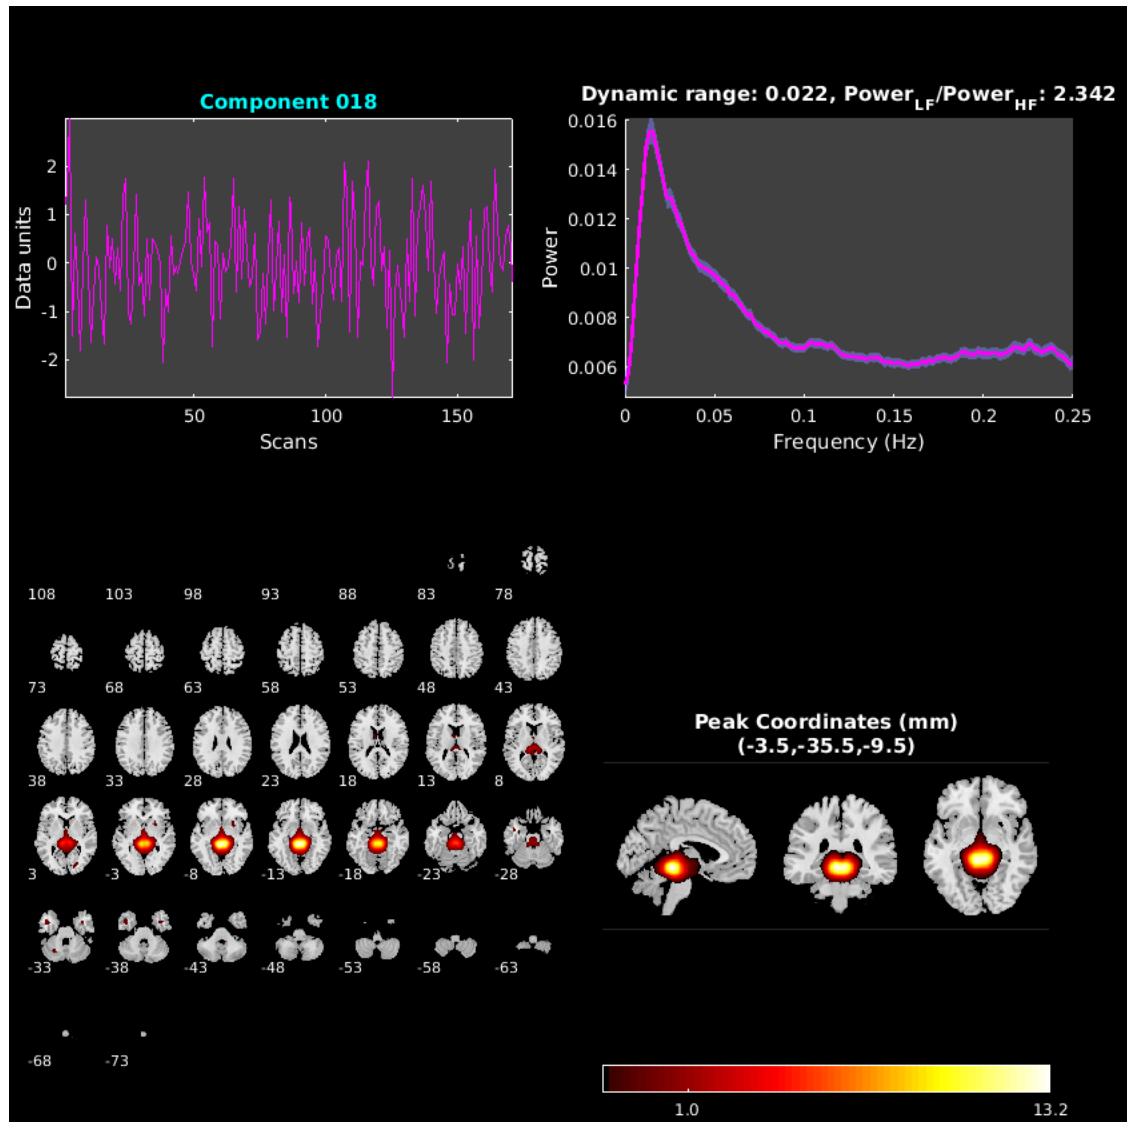 Component 018
Data units
2
1
0
-1
-2
50
100
150
Scans
Dynamic range: 0.022, Power_LF/Power_HF: 2.342
Power
0.016
0.014
0.012
0.01
0.008
0.006
0
0.05
0.1
0.15
0.2
0.25
Frequency (Hz)
108 103 98 93 88 83 78
73 68 63 58 53 48 43
38 33 28 23 18 13 8
3 -3 -8 -13 -18 -23 -28
-33 -38 -43 -48 -53 -58 -63
-68 -73
Peak Coordinates (mm)
(-3.5,-35.5,-9.5)
1.0
13.2